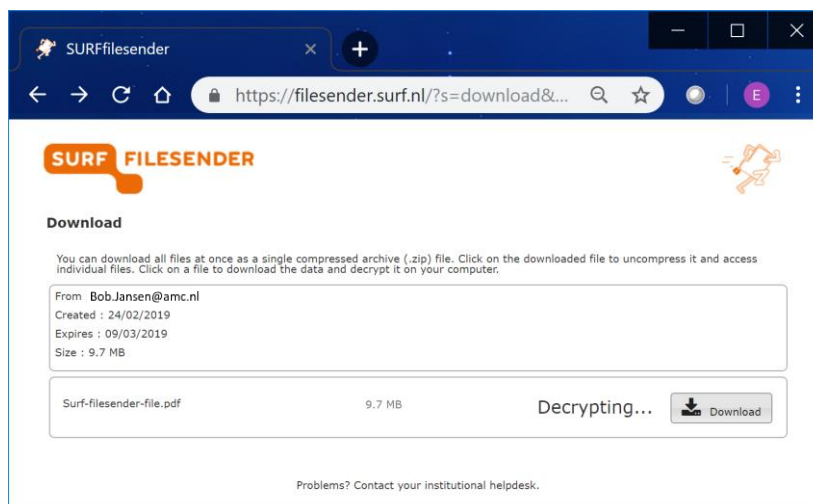 SURFfilesender
https://filesender.surf.nl/?s=download&...
E
SURF FILESENDER
Download
You can download all files at once as a single compressed archive (.zip) file. Click on the downloaded file to uncompress it and access
individual files. Click on a file to download the data and decrypt it on your computer.
From Bob.Jansen@amc.nl
Created : 24/02/2019
Expires : 09/03/2019
Size : 9.7 MB
Surf-filesender-file.pdf 9.7 MB Decrypting... Download
Problems? Contact your institutional helpdesk.